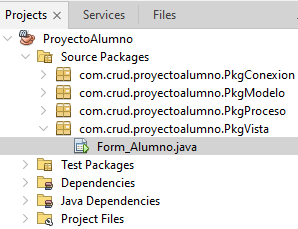 Projects Services Files
ProyectoAlumno
Source Packages
com.crud.proyectoalumno.PkgConexion
com.crud.proyectoalumno.PkgModelo
com.crud.proyectoalumno.PkgProceso
com.crud.proyectoalumno.PkgVista
Form_Alumno.java
Test Packages
Dependencies
Java Dependencies
Project Files